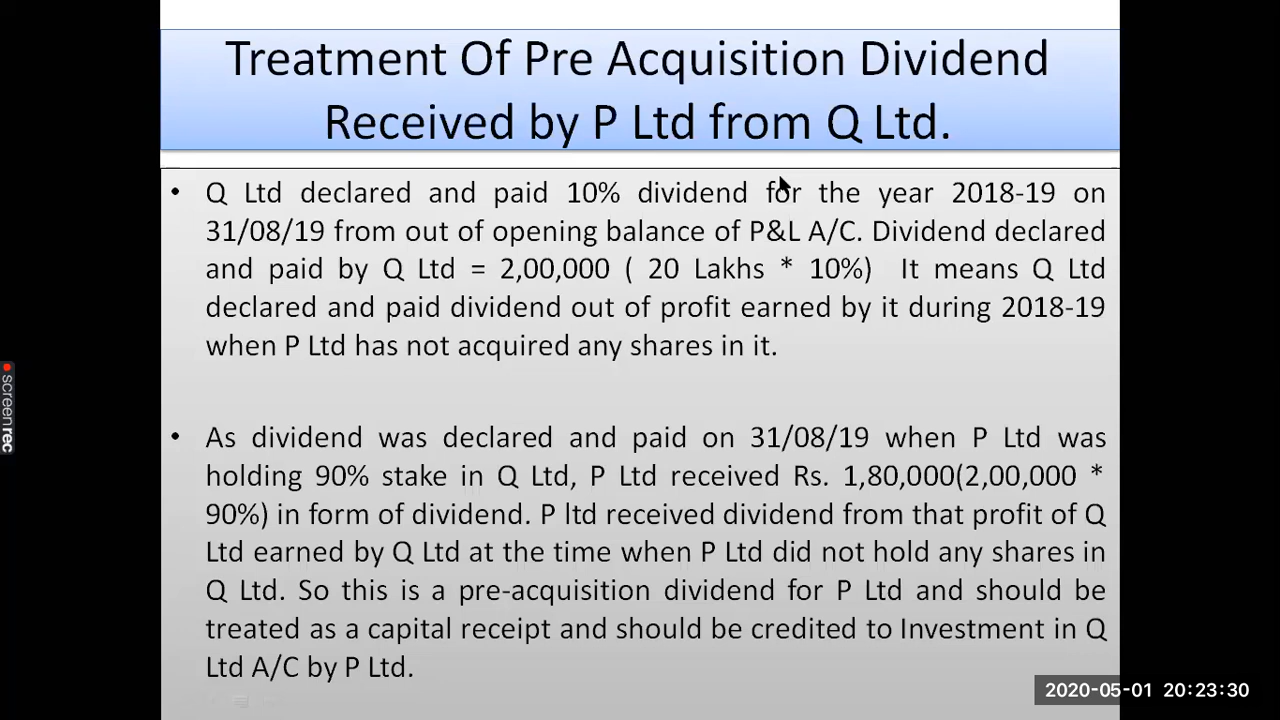 Treatment Of Pre Acquisition Dividend
Received by P Ltd from Q Ltd.
• Q Ltd declared and paid 10% dividend for the year 2018-19 on
31/08/19 from out of opening balance of P&L A/C. Dividend declared
and paid by Q Ltd = 2,00,000 ( 20 Lakhs * 10%) It means Q Ltd
declared and paid dividend out of profit earned by it during 2018-19
when P Ltd has not acquired any shares in it.
• As dividend was declared and paid on 31/08/19 when P Ltd was
holding 90% stake in Q Ltd, P Ltd received Rs. 1,80,000(2,00,000 *
90%) in form of dividend. P ltd received dividend from that profit of Q
Ltd earned by Q Ltd at the time when P Ltd did not hold any shares in
Q Ltd. So this is a pre-acquisition dividend for P Ltd and should be
treated as a capital receipt and should be credited to Investment in Q
Ltd A/C by P Ltd.
screenrec
2020-05-01 20:23:30